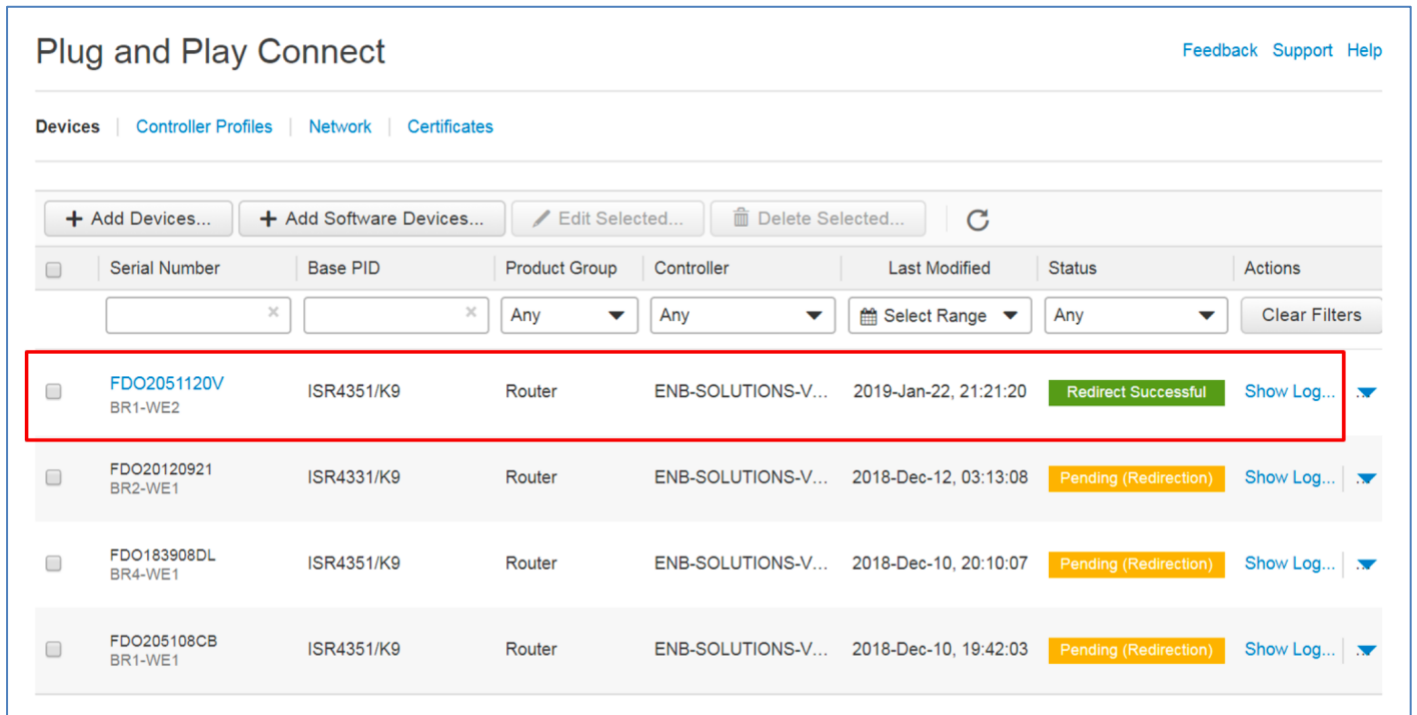 Plug and Play Connect
Feedback Support Help
Devices | Controller Profiles | Network | Certificates
+ Add Devices... + Add Software Devices... Edit Selected... Delete Selected...
Serial Number Base PID Product Group Controller Last Modified Status Actions
× × Any Any Select Range Any Clear Filters
FDO2051120V ISR4351/K9 Router ENB-SOLUTIONS-V... 2019-Jan-22, 21:21:20 Redirect Successful Show Log... ...
BR1-WE2
FDO20120921 ISR4331/K9 Router ENB-SOLUTIONS-V... 2018-Dec-12, 03:13:08 Pending (Redirection) Show Log... | ...
BR2-WE1
FDO183908DL ISR4351/K9 Router ENB-SOLUTIONS-V... 2018-Dec-10, 20:10:07 Pending (Redirection) Show Log... | ...
BR4-WE1
FDO205108CB ISR4351/K9 Router ENB-SOLUTIONS-V... 2018-Dec-10, 19:42:03 Pending (Redirection) Show Log... | ...
BR1-WE1